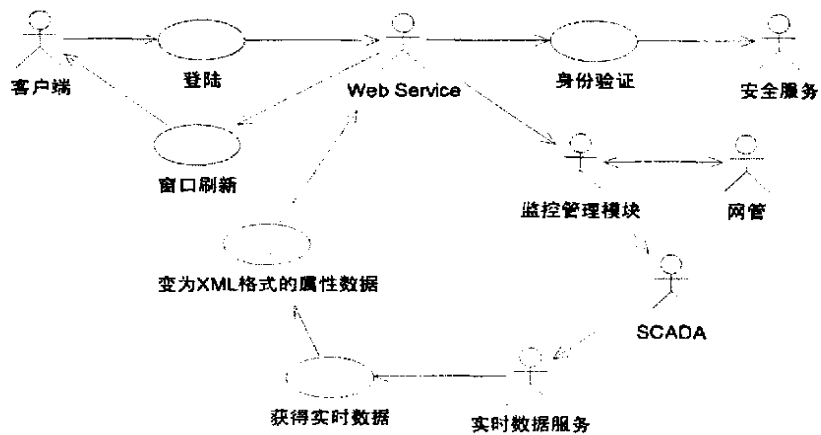 客户端
登陆
Web Service
身份验证
安全服务
窗口刷新
监控管理模块
网管
变为XML格式的属性数据
SCADA
获得实时数据
实时数据服务